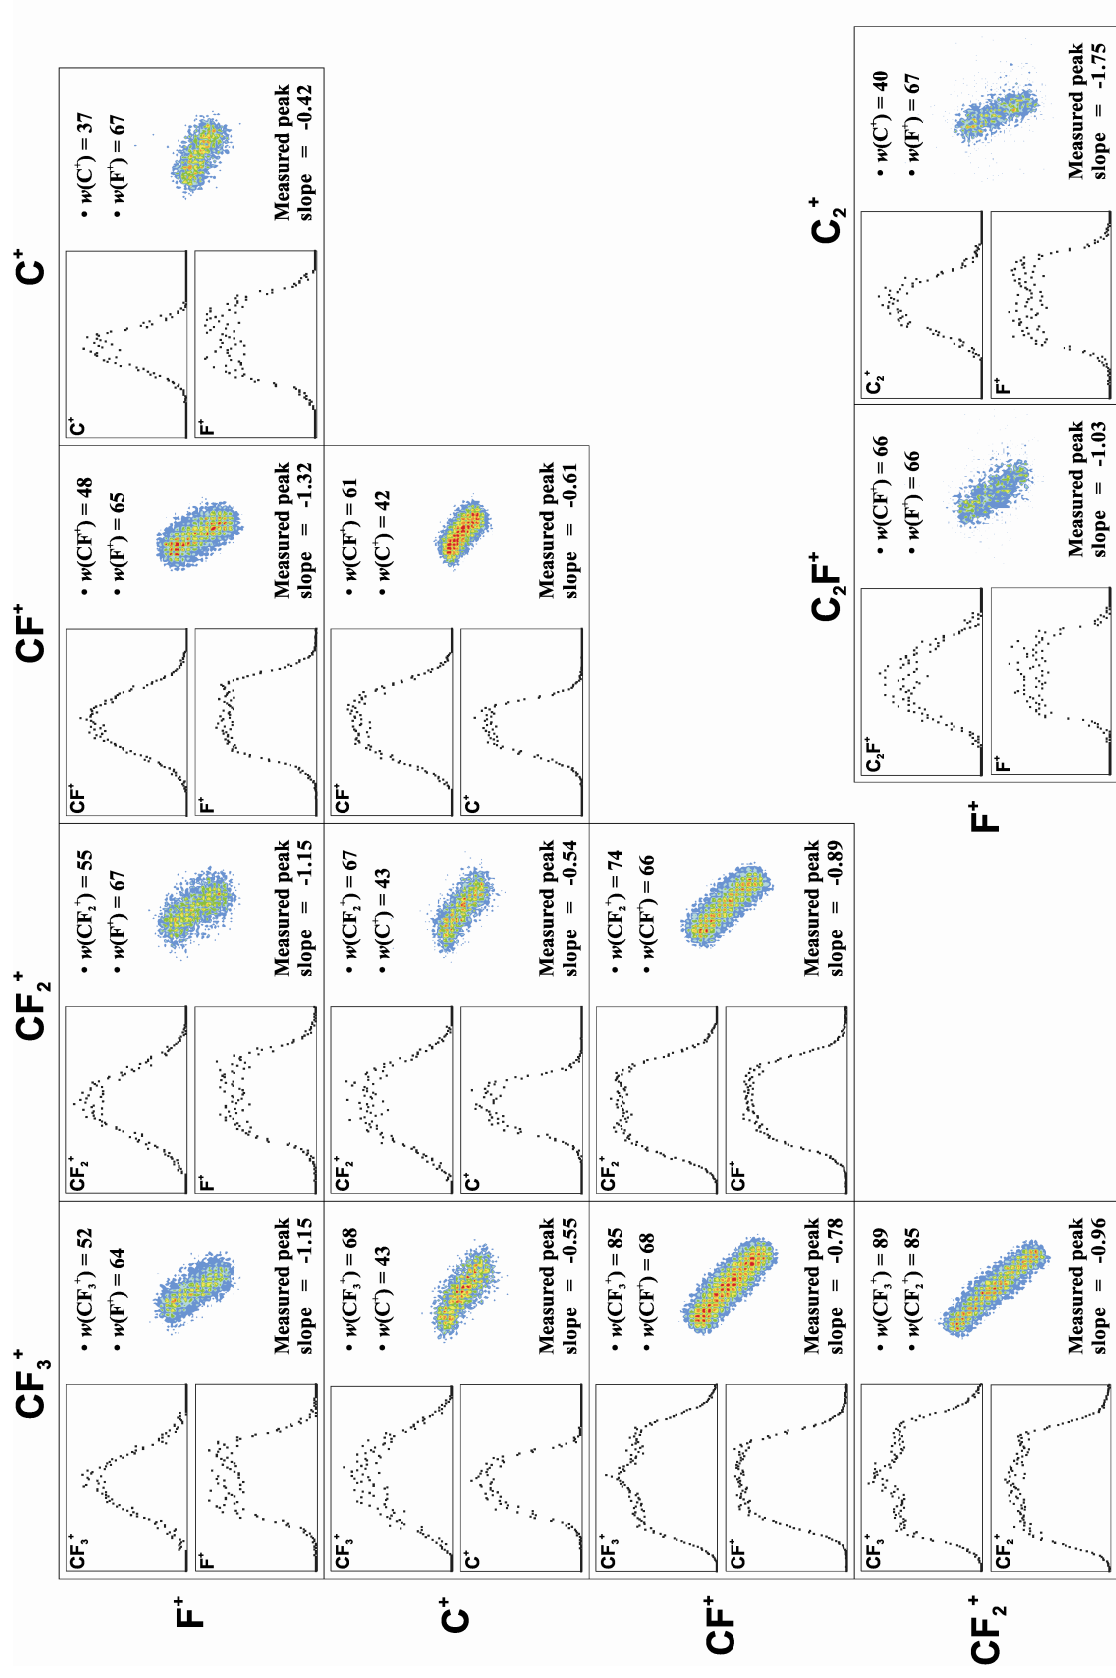 CF₃⁺
CF₂⁺
CF⁺
C⁺
F⁺
CF₃⁺
F⁺
• w(CF₃⁺) = 52
• w(F⁺) = 64
Measured peak
slope = -1.15
CF₂⁺
F⁺
• w(CF₂⁺) = 55
• w(F⁺) = 67
Measured peak
slope = -1.15
CF⁺
F⁺
• w(CF⁺) = 48
• w(F⁺) = 65
Measured peak
slope = -1.32
C⁺
F⁺
• w(C⁺) = 37
• w(F⁺) = 67
Measured peak
slope = -0.42
C⁺
CF₃⁺
C⁺
• w(CF₃⁺) = 68
• w(C⁺) = 43
Measured peak
slope = -0.55
CF₂⁺
C⁺
• w(CF₂⁺) = 67
• w(C⁺) = 43
Measured peak
slope = -0.54
CF⁺
C⁺
• w(CF⁺) = 61
• w(C⁺) = 42
Measured peak
slope = -0.61
CF⁺
CF₃⁺
CF⁺
• w(CF₃⁺) = 85
• w(CF⁺) = 68
Measured peak
slope = -0.78
CF₂⁺
CF⁺
• w(CF₂⁺) = 74
• w(CF⁺) = 66
Measured peak
slope = -0.89
CF₂⁺
CF₃⁺
CF₂⁺
• w(CF₃⁺) = 89
• w(CF₂⁺) = 85
Measured peak
slope = -0.96
C₂F⁺
C₂⁺
F⁺
C₂F⁺
F⁺
• w(CF⁺) = 66
• w(F⁺) = 66
Measured peak
slope = -1.03
C₂⁺
F⁺
• w(C⁺) = 40
• w(F⁺) = 67
Measured peak
slope = -1.75